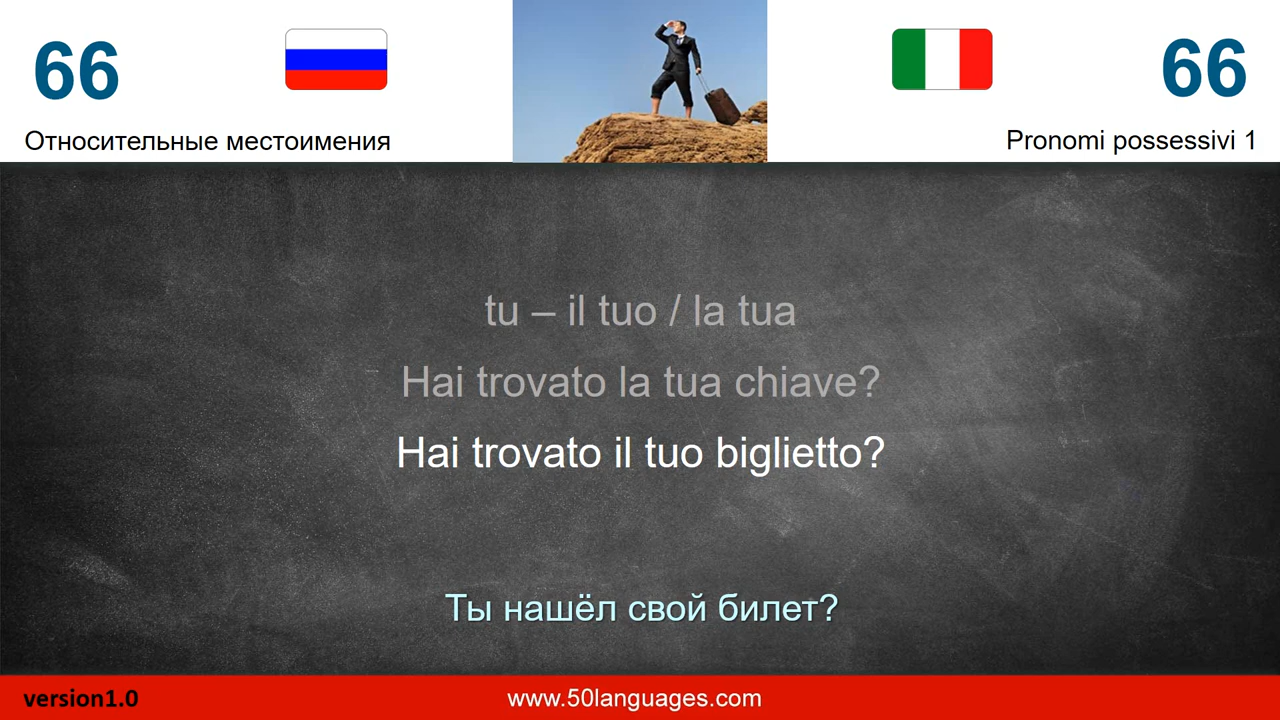 66
66
Относительные местоимения
Pronomi possessivi 1
tu – il tuo / la tua
Hai trovato la tua chiave?
Hai trovato il tuo biglietto?
Ты нашёл свой билет?
version1.0
www.50languages.com